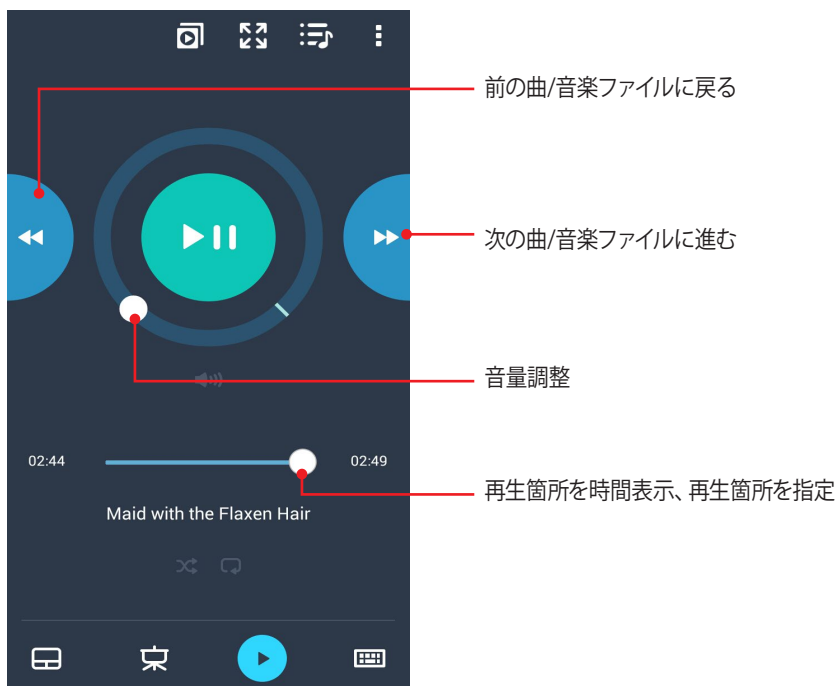 前の曲/音楽ファイルに戻る
次の曲/音楽ファイルに進む
音量調整
02:44
02:49
再生箇所を時間表示、再生箇所を指定
Maid with the Flaxen Hair